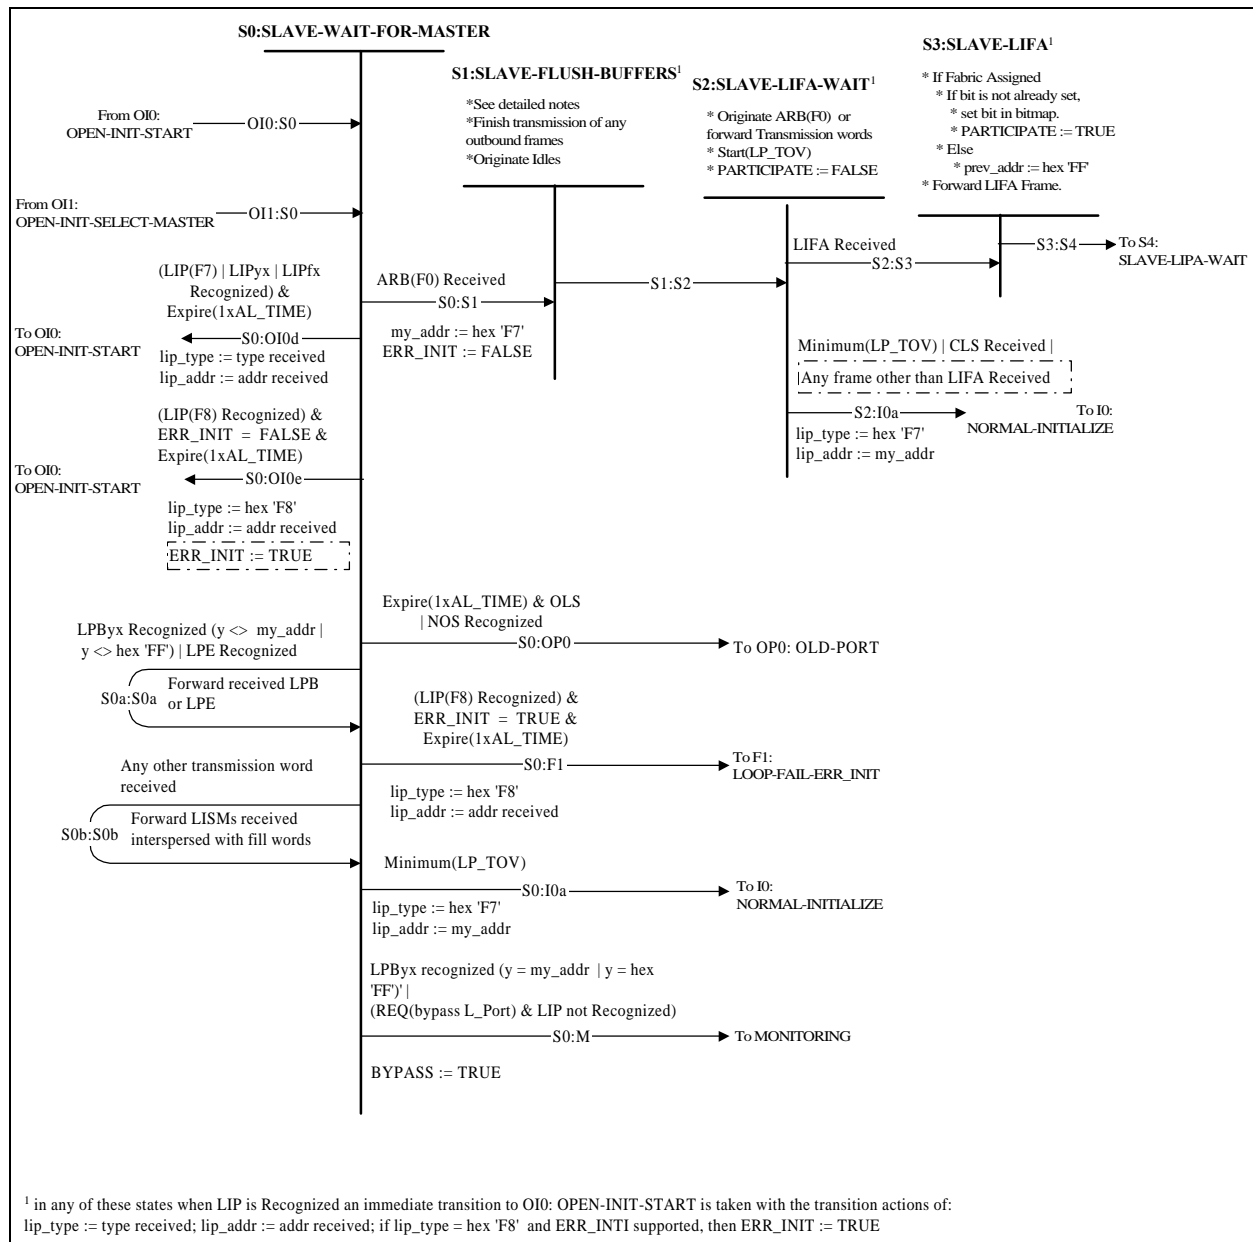 S0:SLAVE-WAIT-FOR-MASTER
S1:SLAVE-FLUSH-BUFFERS1
*See detailed notes
*Finish transmission of any
outbound frames
*Originate Idles
S2:SLAVE-LIFA-WAIT1
* Originate ARB(F0) or
forward Transmission words
* Start(LP_TOV)
* PARTICIPATE := FALSE
S3:SLAVE-LIFA1
* If Fabric Assigned
* If bit is not already set,
* set bit in bitmap.
* PARTICIPATE := TRUE
* Else
* prev_addr := hex 'FF'
* Forward LIFA Frame.
From OI0:
OPEN-INIT-START
OI0:S0
From OI1:
OPEN-INIT-SELECT-MASTER
OI1:S0
(LIP(F7) | LIPyx | LIPfx
Recognized) &
Expire(1xAL_TIME)
To OI0:
OPEN-INIT-START
S0:OI0d
lip_type := type received
lip_addr := addr received
(LIP(F8) Recognized) &
ERR_INIT = FALSE &
Expire(1xAL_TIME)
To OI0:
OPEN-INIT-START
S0:OI0e
lip_type := hex 'F8'
lip_addr := addr received
ERR_INIT := TRUE
ARB(F0) Received
S0:S1
my_addr := hex 'F7'
ERR_INIT := FALSE
S1:S2
LIFA Received
S2:S3
S3:S4
To S4:
SLAVE-LIPA-WAIT
Minimum(LP_TOV) | CLS Received |
Any frame other than LIFA Received
S2:I0a
To I0:
NORMAL-INITIALIZE
lip_type := hex 'F7'
lip_addr := my_addr
Expire(1xAL_TIME) & OLS
| NOS Recognized
S0:OP0
To OP0: OLD-PORT
LPByx Recognized (y <> my_addr |
y <> hex 'FF') | LPE Recognized
S0a:S0a
Forward received LPB
or LPE
(LIP(F8) Recognized) &
ERR_INIT = TRUE &
Expire(1xAL_TIME)
S0:F1
To F1:
LOOP-FAIL-ERR_INIT
lip_type := hex 'F8'
lip_addr := addr received
Any other transmission word
received
S0b:S0b
Forward LISMs received
interspersed with fill words
Minimum(LP_TOV)
S0:I0a
To I0:
NORMAL-INITIALIZE
lip_type := hex 'F7'
lip_addr := my_addr
LPByx recognized (y = my_addr | y = hex
'FF')' |
(REQ(bypass L_Port) & LIP not Recognized)
S0:M
To MONITORING
BYPASS := TRUE
1 in any of these states when LIP is Recognized an immediate transition to OI0: OPEN-INIT-START is taken with the transition actions of:
lip_type := type received; lip_addr := addr received; if lip_type = hex 'F8' and ERR_INTI supported, then ERR_INIT := TRUE